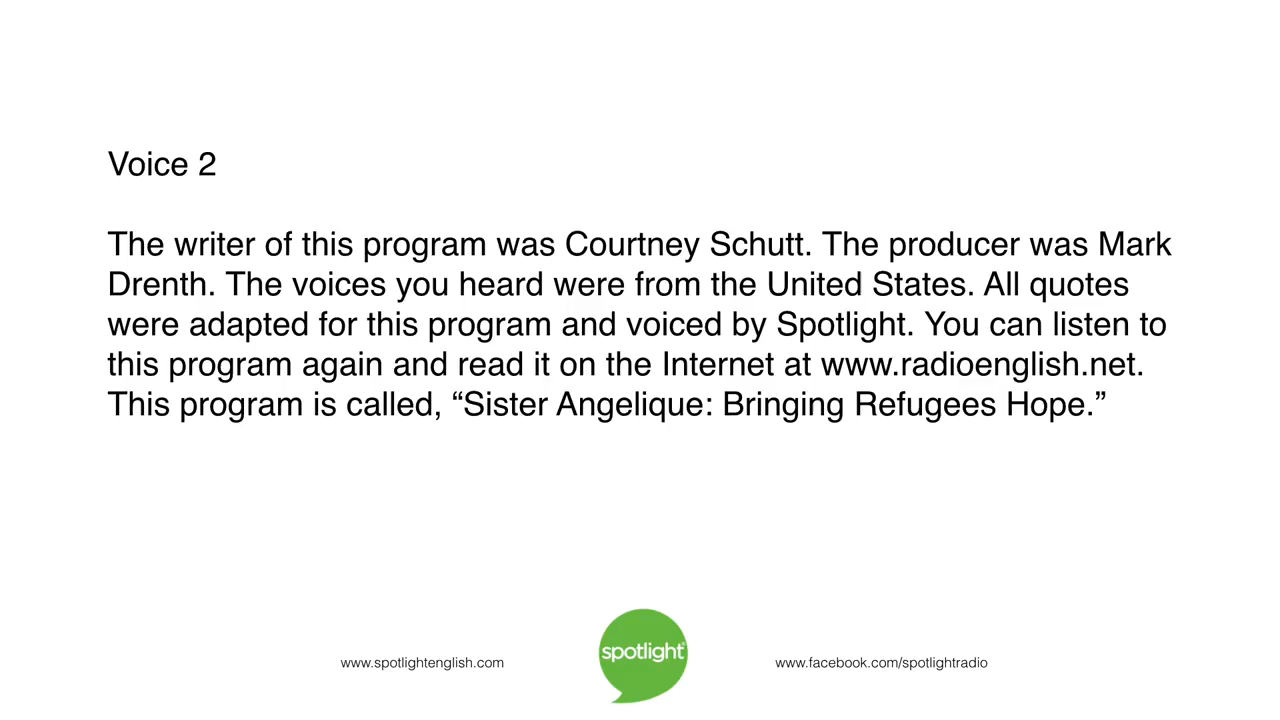 Voice 2
The writer of this program was Courtney Schutt. The producer was Mark
Drenth. The voices you heard were from the United States. All quotes
were adapted for this program and voiced by Spotlight. You can listen to
this program again and read it on the Internet at www.radioenglish.net.
This program is called, “Sister Angelique: Bringing Refugees Hope.”
www.spotlightenglish.com
spotlight
www.facebook.com/spotlightradio